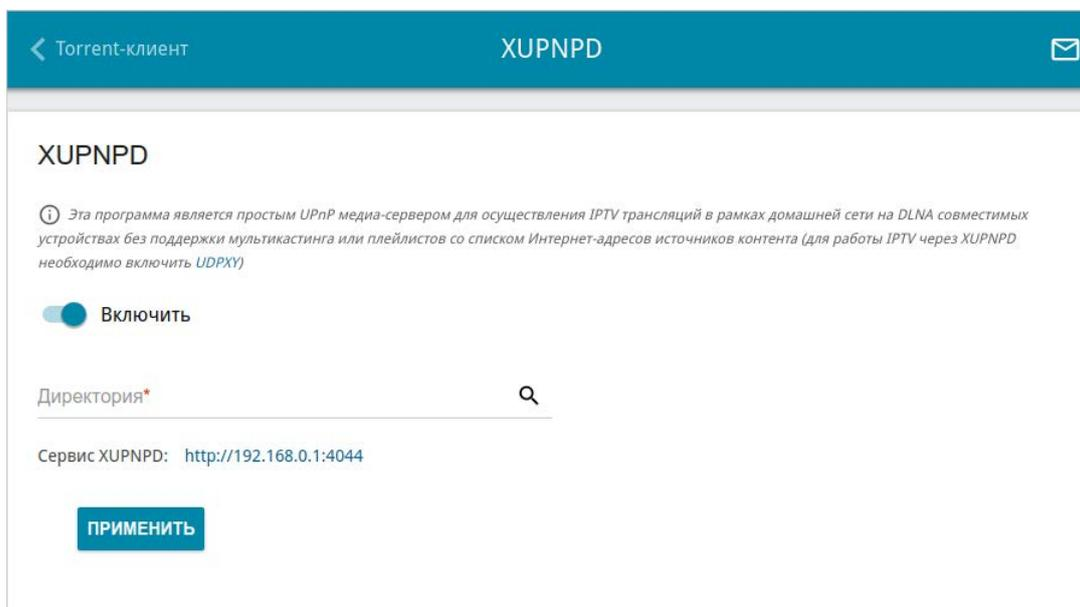 Torrent-клиент
XUPNPD
XUPNPD
Эта программа является простым UPnP медиа-сервером для осуществления IPTV трансляций в рамках домашней сети на DLNA совместимых
устройствах без поддержки мультикастинга или плейлистов со списком Интернет-адресов источников контента (для работы IPTV через XUPNPD
необходимо включить UDPXY)
Включить
Директория*
Сервис XUPNPD: http://192.168.0.1:4044
ПРИМЕНИТЬ